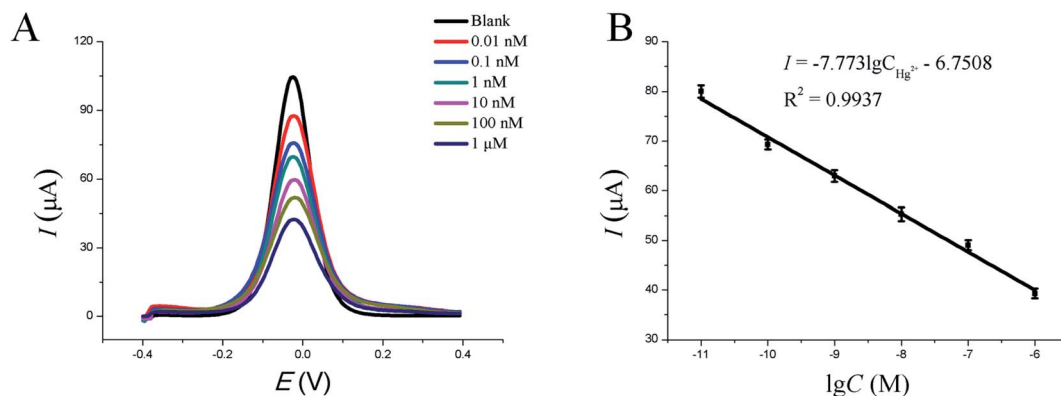 A
I (μA)
120
90
60
30
0
-0.4
-0.2
0.0
0.2
0.4
E (V)
Blank
0.01 nM
0.1 nM
1 nM
10 nM
100 nM
1 μM
B
I (μA)
90
80
70
60
50
40
30
-11
-10
-9
-8
-7
-6
lgC (M)
I = -7.773lgC Hg²⁺ - 6.7508
R² = 0.9937